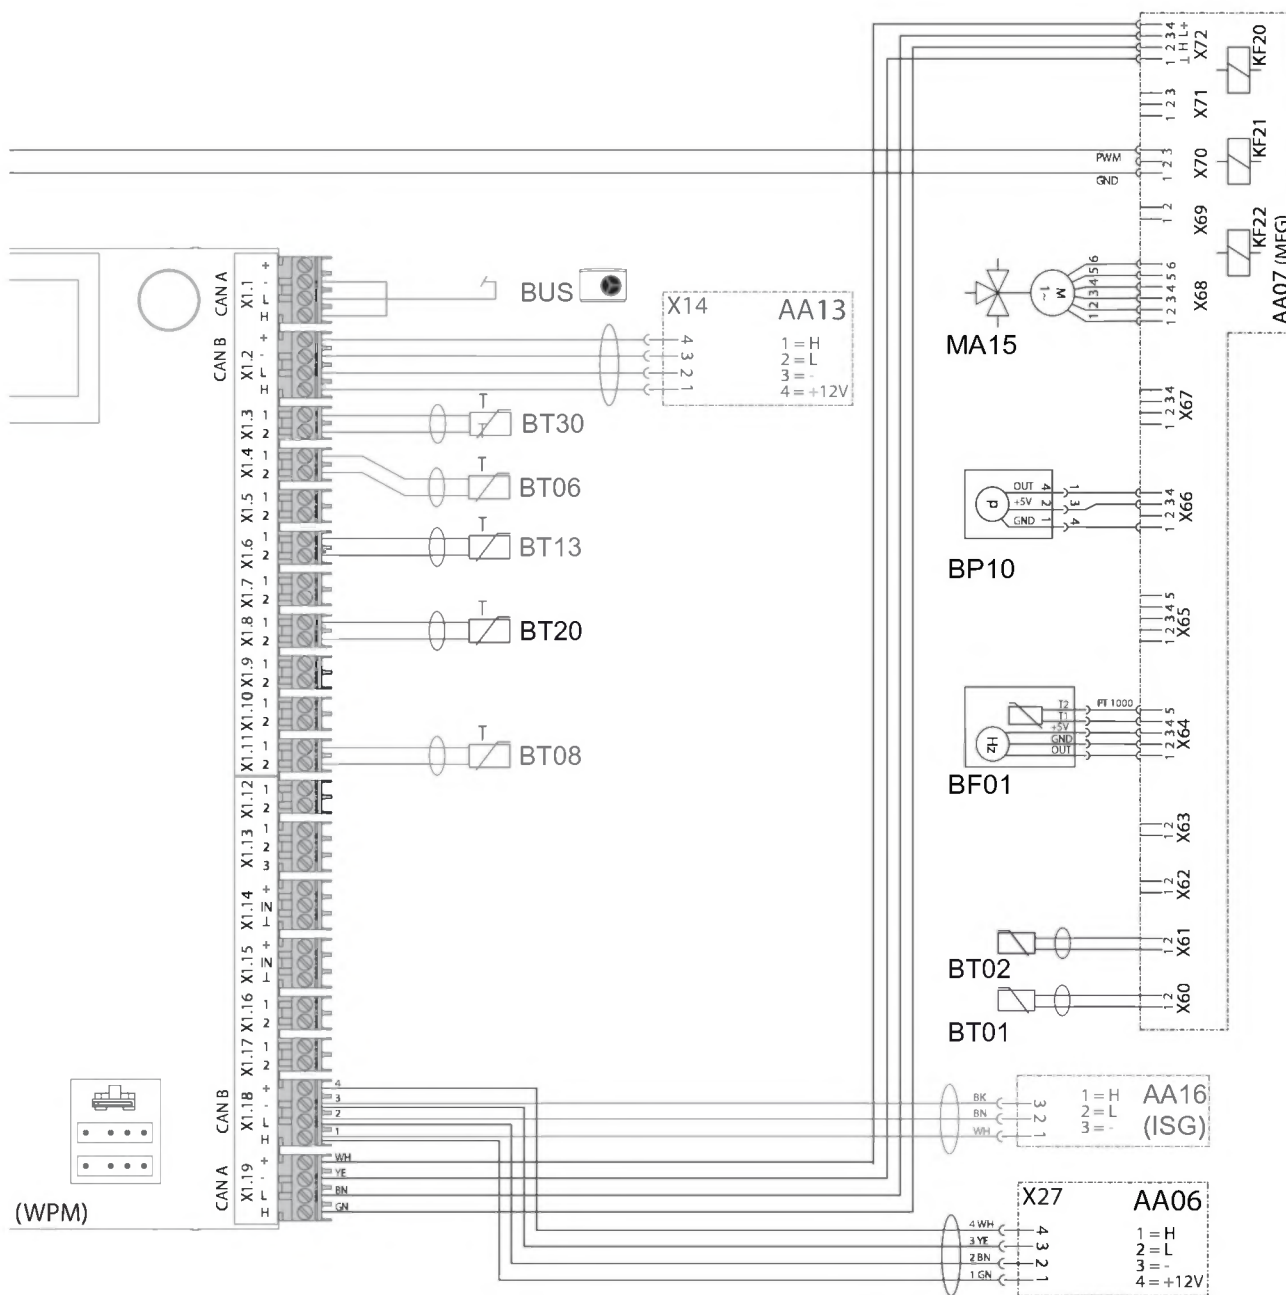 CAN A
X1.1
+
-
L
H
CAN B
X1.2
+
-
L
H
X1.3
1
2
X1.4
1
2
X1.5
1
2
X1.6
1
2
X1.7
1
2
X1.8
1
2
X1.9
1
2
X1.10
1
2
X1.11
1
2
X1.12
1
2
X1.13
1
2
3
X1.14
+
IN
⊥
X1.15
+
IN
⊥
X1.16
1
2
X1.17
1
2
CAN B
X1.18
+
-
L
H
CAN A
X1.19
+
-
L
H
(WPM)
BUS
X14 AA13
4
3
2
1
1 = H
2 = L
3 = -
4 = +12V
T
T
BT30
T
BT06
T
BT13
T
BT20
T
BT08
4
3
2
1
WH
YE
BN
GN
X72
4 L+
3 L
2 H
1 ⊥
KF20
X71
3
2
1
X70
PWM
GND
3
2
1
KF21
X69
2
1
KF22
AA07 (MFG)
MA15
M
1~
6
5
4
3
2
1
6
5
4
3
2
1
X68
4
3
2
1
X67
P
OUT 4 1
+5V 2 3
GND 1 4
4
3
2
1
X66
BP10
5
4
3
2
1
X65
Hz
T2 PT 1000
T1
+5V
GND
OUT
5
4
3
2
1
X64
BF01
2
1
X63
2
1
X62
BT02
2
1
X61
BT01
2
1
X60
BK 3
BN 2
WH 1
1 = H
2 = L
3 = -
AA16
(ISG)
X27 AA06
4 WH 4
3 YE 3
2 BN 2
1 GN 1
1 = H
2 = L
3 = -
4 = +12V